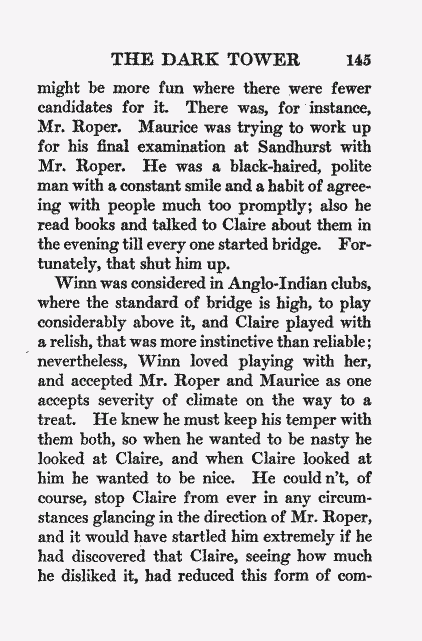 THE DARK TOWER 145
might be more fun where there were fewer
candidates for it. There was, for instance,
Mr. Roper. Maurice was trying to work up
for his final examination at Sandhurst with
Mr. Roper. He was a black-haired, polite
man with a constant smile and a habit of agree-
ing with people much too promptly; also he
read books and talked to Claire about them in
the evening till every one started bridge. For-
tunately, that shut him up.
Winn was considered in Anglo-Indian clubs,
where the standard of bridge is high, to play
considerably above it, and Claire played with
a relish, that was more instinctive than reliable;
nevertheless, Winn loved playing with her,
and accepted Mr. Roper and Maurice as one
accepts severity of climate on the way to a
treat. He knew he must keep his temper with
them both, so when he wanted to be nasty he
looked at Claire, and when Claire looked at
him he wanted to be nice. He couldn't, of
course, stop Claire from ever in any circum-
stances glancing in the direction of Mr. Roper,
and it would have startled him extremely if he
had discovered that Claire, seeing how much
he disliked it, had reduced this form of com-